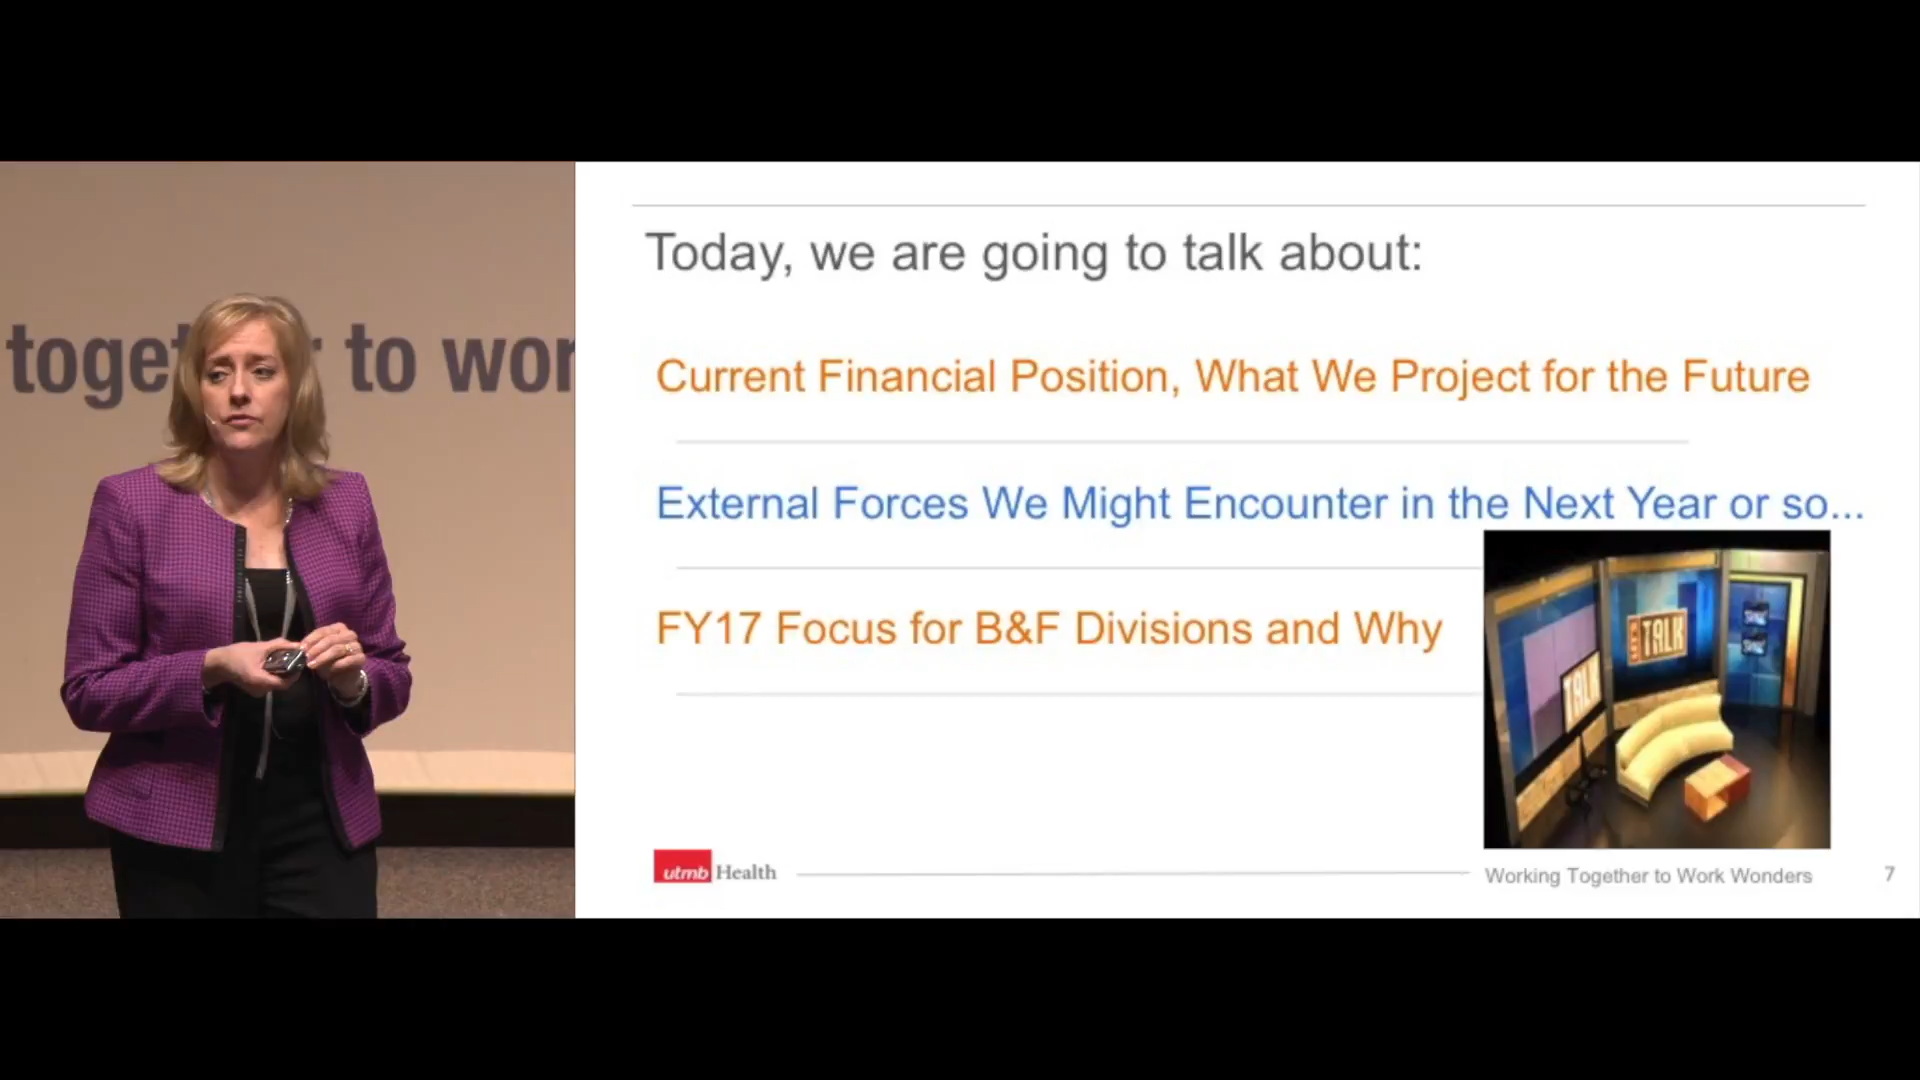 together to wor
Today, we are going to talk about:
Current Financial Position, What We Project for the Future
External Forces We Might Encounter in the Next Year or so...
FY17 Focus for B&F Divisions and Why
TALK
TALK
utmb Health
Working Together to Work Wonders
7